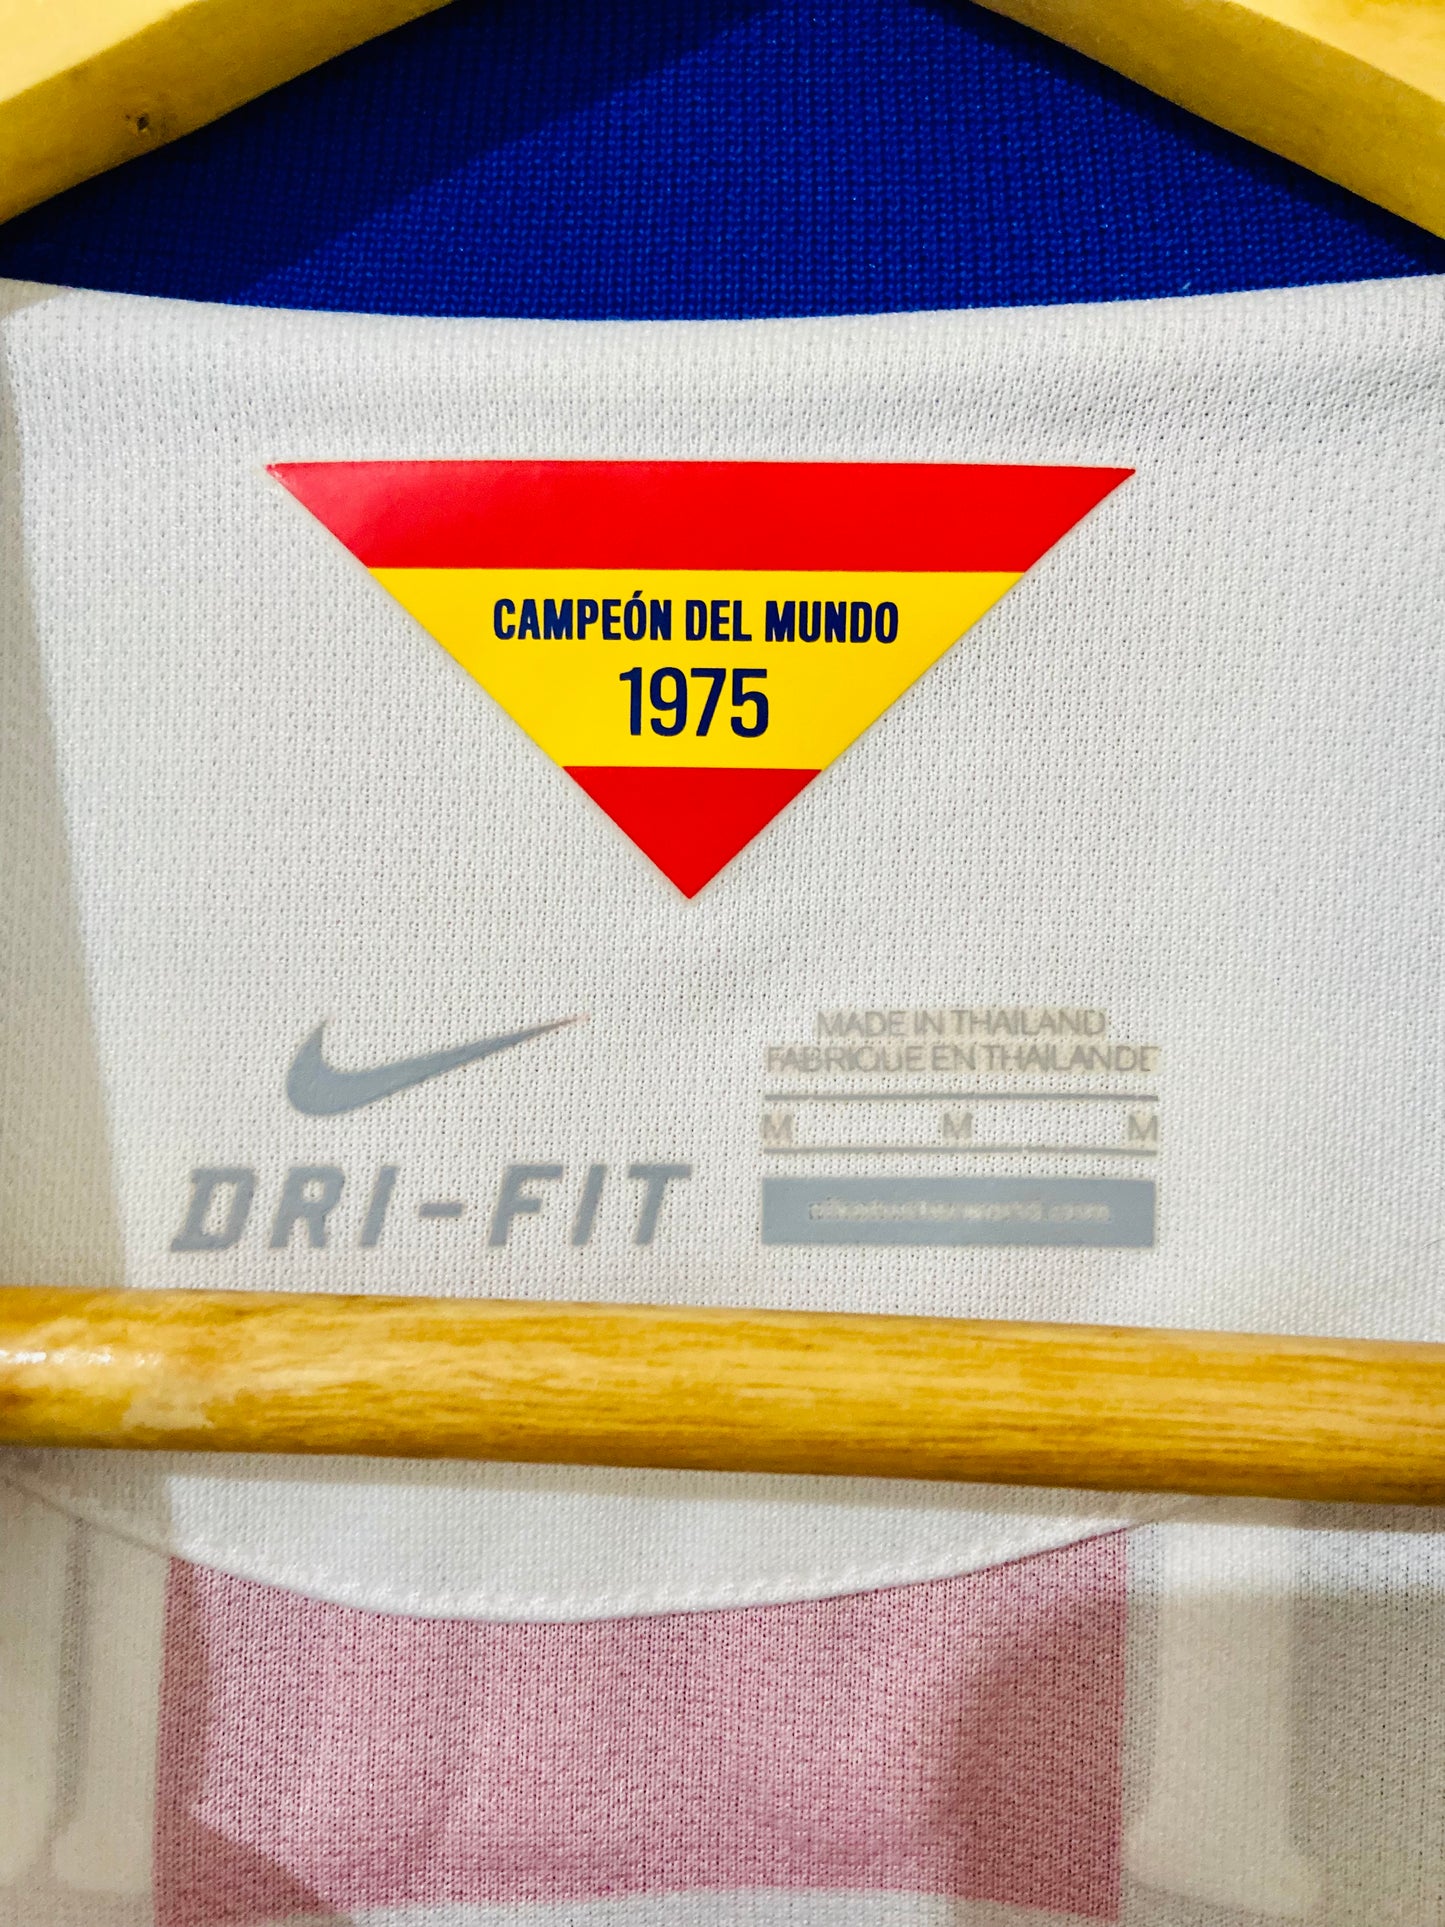 CAMPEÓN DEL MUNDO
1975
MADE IN THAILAND
FABRIQUE EN THAILANDE
M M M
DRI-FIT